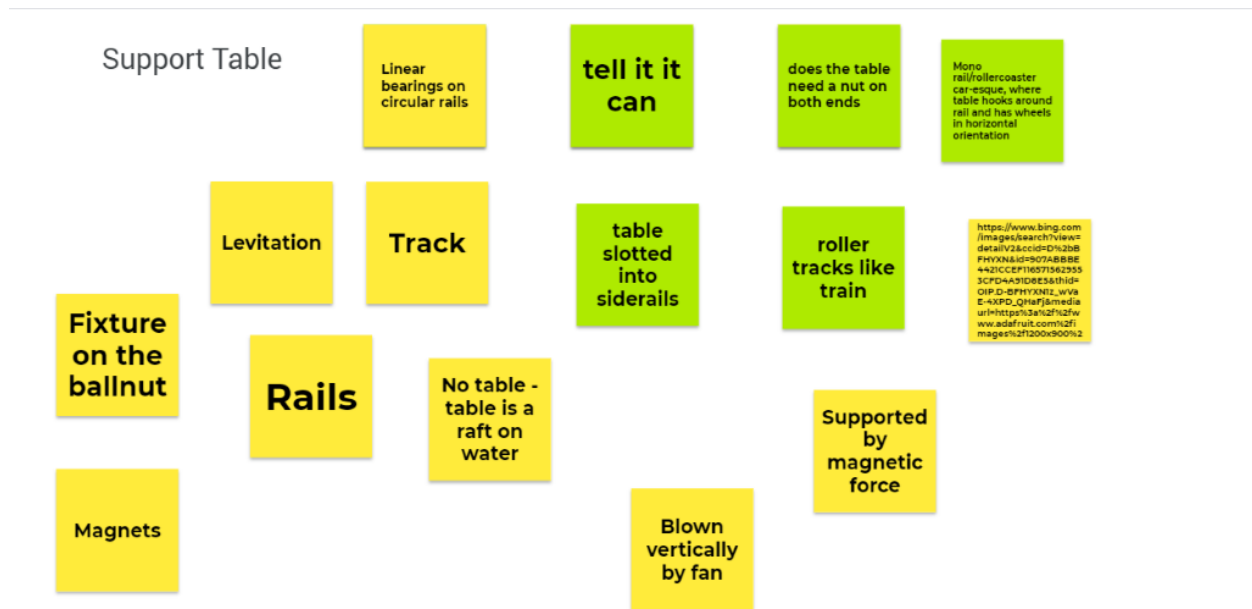 Support Table
Linear
bearings on
circular rails
tell it it
can
does the table
need a nut on
both ends
Mono
rail/rollercoaster
car-esque, where
table hooks around
rail and has wheels
in horizontal
orientation
Levitation
Track
table
slotted
into
siderails
roller
tracks like
train
https://www.bing.com
/images/search?view=
detailV2&ccid=D%2bB
FHYXN&id=907ABBBE
4421CCEF116571562955
3CFD4A91D8E5&thid=
OIP.D-BFHYXN1z_wVa
E-4XPD_QHaFj&media
url=https%3a%2f%2fw
ww.adafruit.com%2fi
mages%2f1200x900%2
Fixture
on the
ballnut
Rails
No table -
table is a
raft on
water
Supported
by
magnetic
force
Magnets
Blown
vertically
by fan